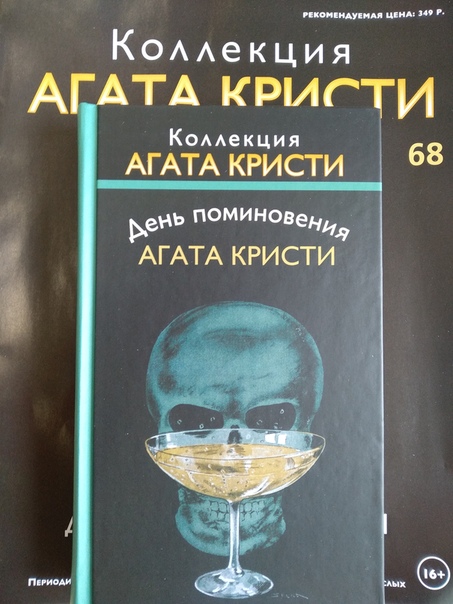 РЕКОМЕНДУЕМАЯ ЦЕНА: 349 Р.
Коллекция
АГАТА КРИСТИ
68
Коллекция
АГАТА КРИСТИ
День поминовения
АГАТА КРИСТИ
16+